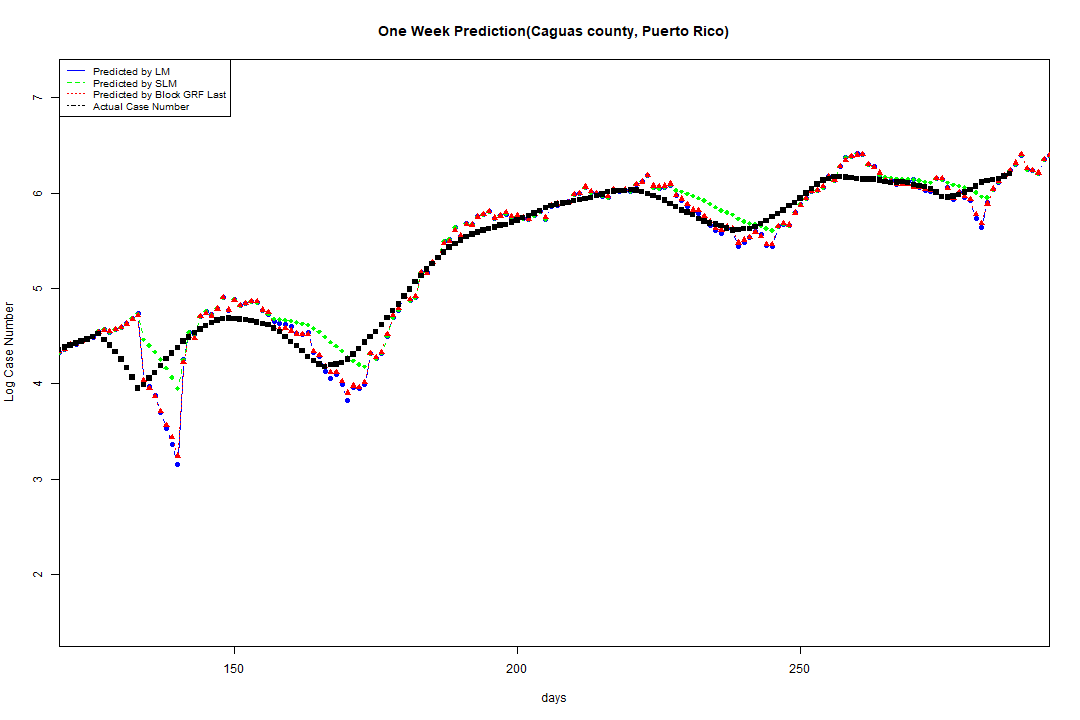 One Week Prediction(Caguas county, Puerto Rico)
Predicted by LM
Predicted by SLM
Predicted by Block GRF Last
Actual Case Number
7
6
5
4
3
2
Log Case Number
150 200 250
days